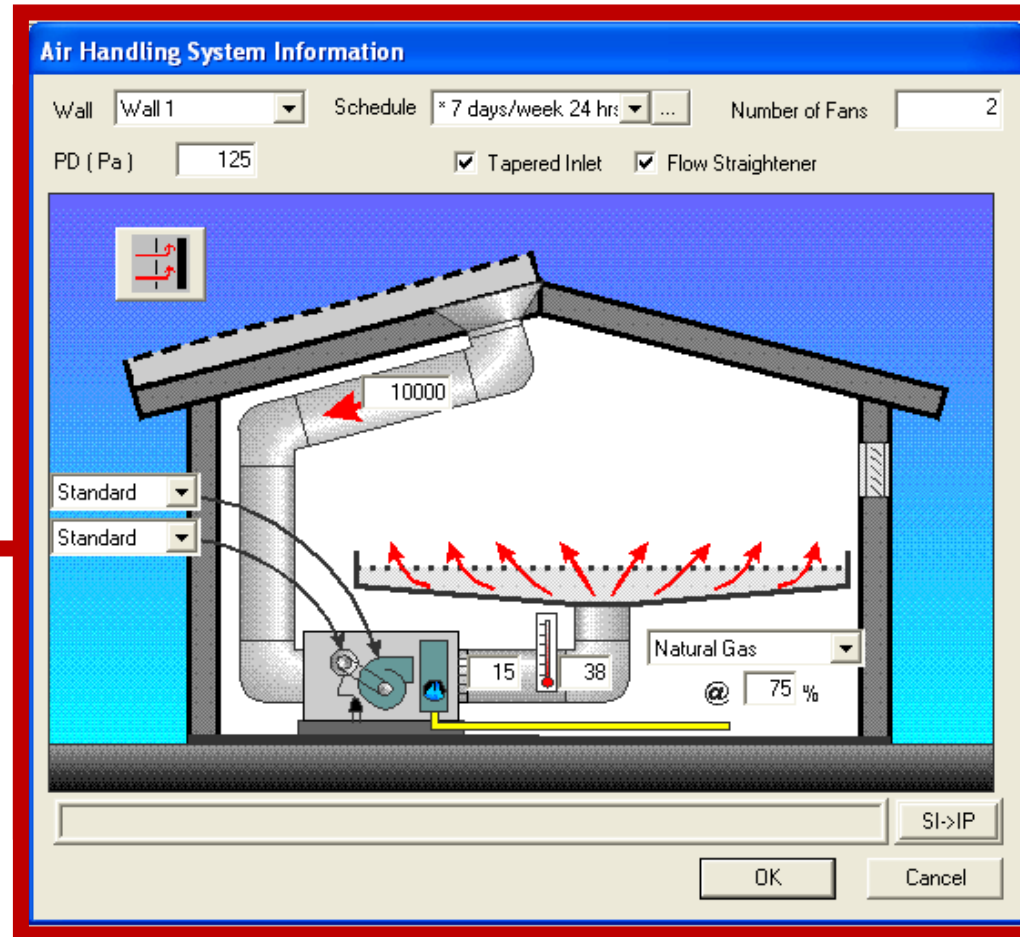 Air Handling System Information
Wall Wall 1 Schedule * 7 days/week 24 hrs ... Number of Fans 2
PD ( Pa ) 125 Tapered Inlet Flow Straightener
10000
Standard
Standard
Natural Gas
15 38
@ 75 %
SI->IP
OK Cancel